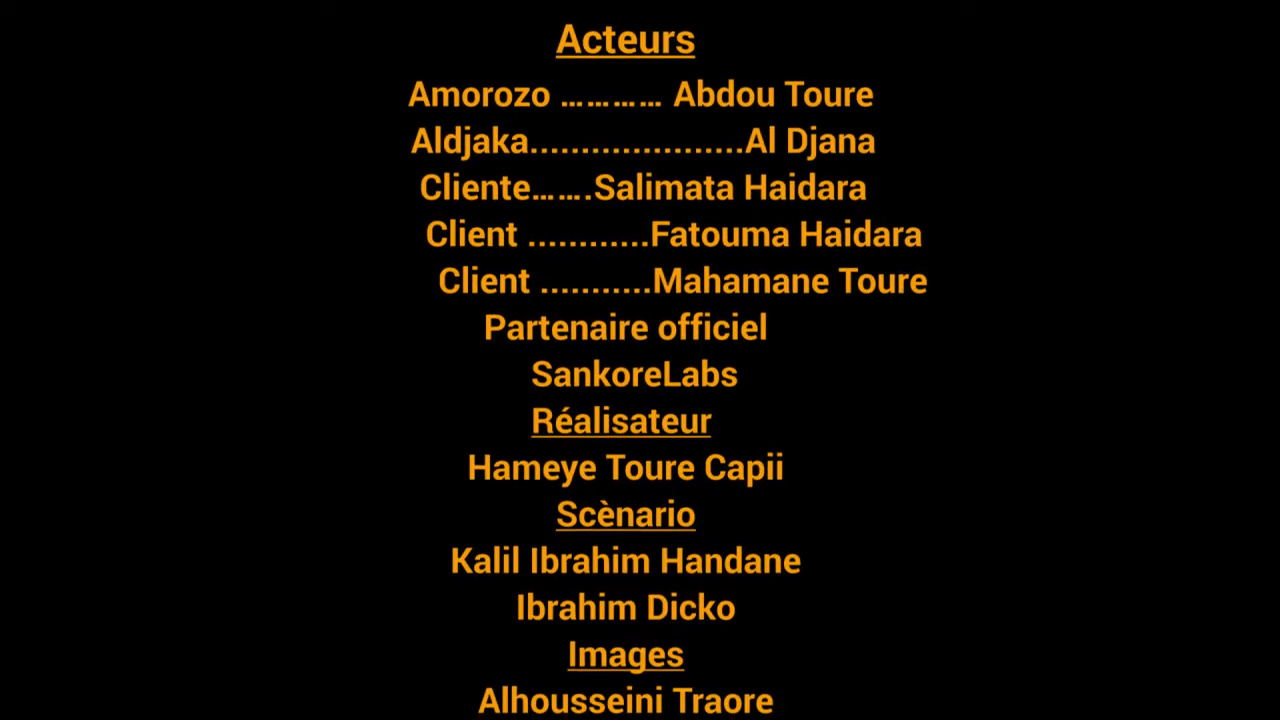 Acteurs
Amorozo ………… Abdou Toure
Aldjaka.....................Al Djana
Cliente…….Salimata Haidara
Client ............Fatouma Haidara
Client ...........Mahamane Toure
Partenaire officiel
SankoreLabs
Réalisateur
Hameye Toure Capii
Scènario
Kalil Ibrahim Handane
Ibrahim Dicko
Images
Alhousseini Traore